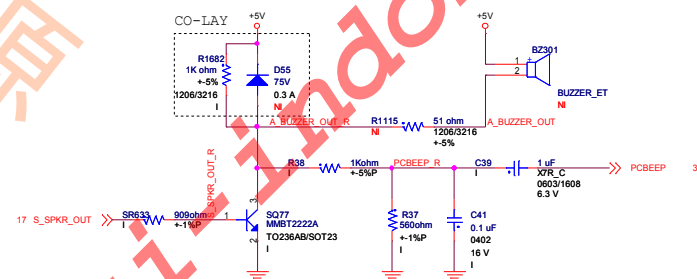 CO-LAY
+5V
+5V
R1682
1K ohm
+-5%
1206/3216
I
D55
75V
0.3 A
NI
BZ301
1
2
+
BUZZER_ET
NI
A_BUZZER_OUT_R
R1115
NI
51 ohm
1206/3216
+-5%
A_BUZZER_OUT
S_SPKR_OUT_R
R38
I
1Kohm
+-5%P
PCBEEP_R
C39
I
1 uF
X7R_C
0603/1608
6.3 V
PCBEEP
3
17
S_SPKR_OUT
SR633
I
909ohm
+-1%P
1
3
2
SQ77
MMBT2222A
TO236AB/SOT23
I
R37
560ohm
+-1%P
I
C41
0.1 uF
0402
16 V
I